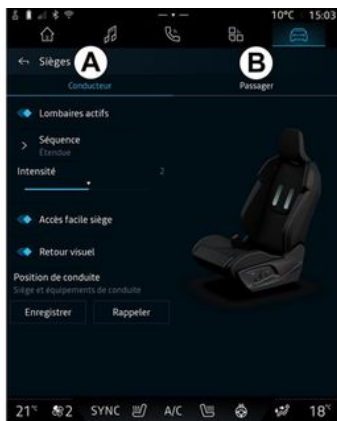 10°C 15:03
Sièges
A
B
Conducteur
Passager
Lombaires actifs
Séquence
Étendue
Intensité
2
Accès facile siège
Retour visuel
Position de conduite
Siège et équipements de conduite
Enregistrer
Rappeler
21°C 2 SYNC A/C 18°C